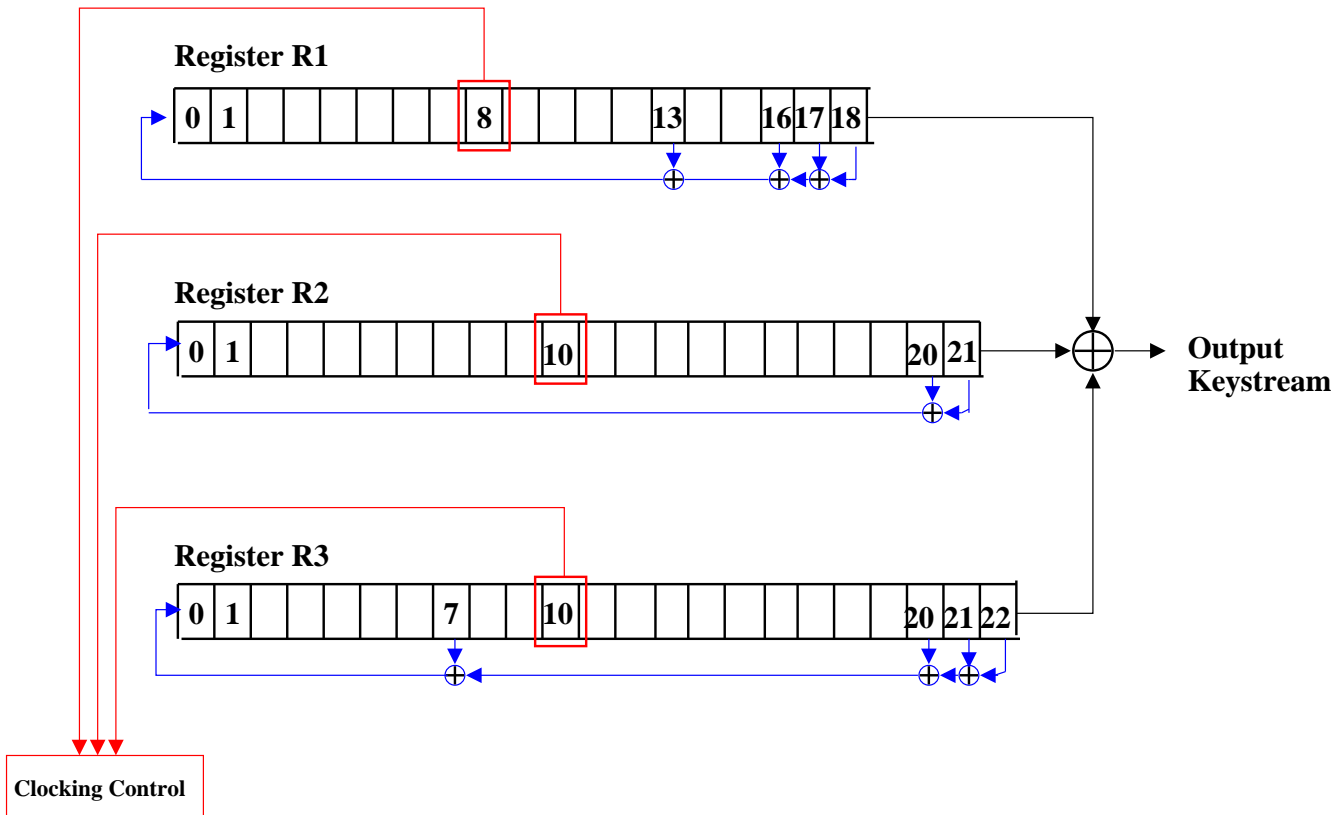 Register R1
0 1 8 13 16 17 18
Register R2
0 1 10 20 21
Output
Keystream
Register R3
0 1 7 10 20 21 22
Clocking Control